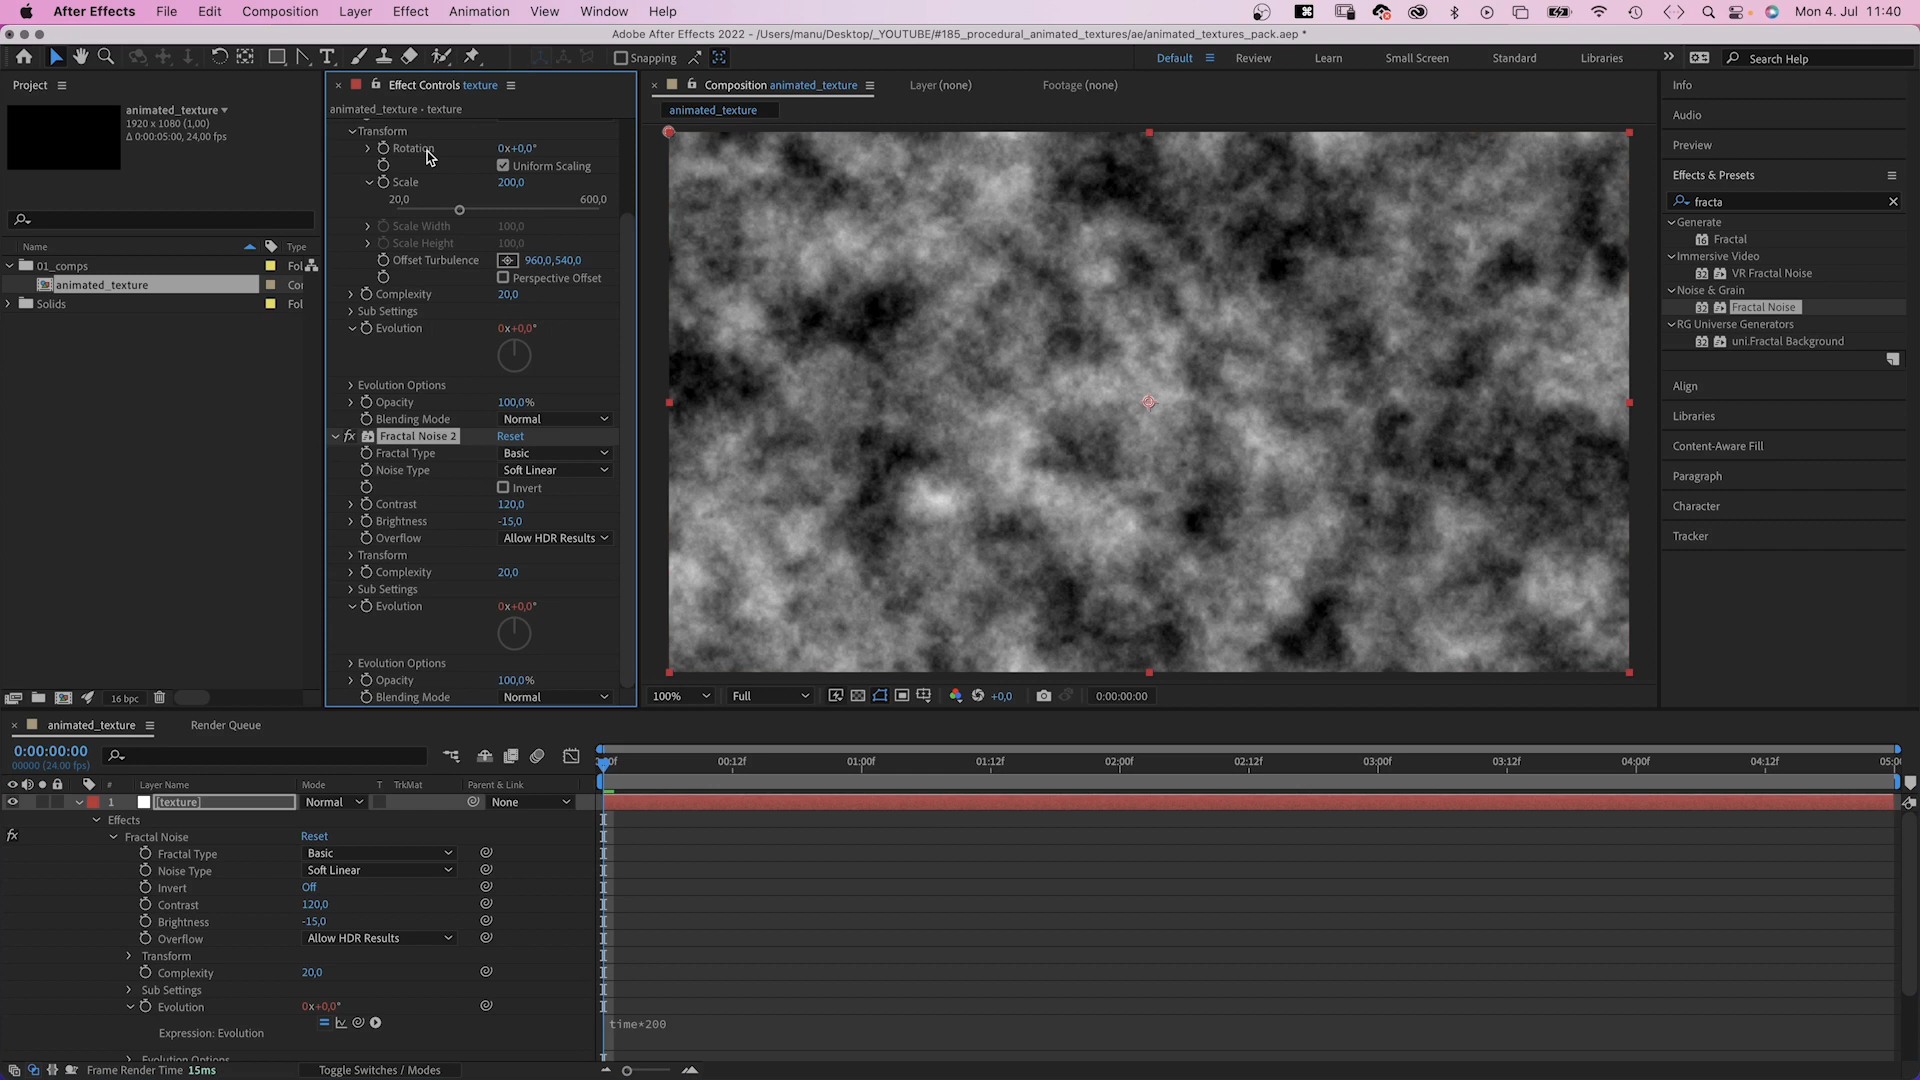 After Effects File Edit Composition Layer Effect Animation View Window Help Mon 4. Jul 11:40
Adobe After Effects 2022 - /Users/manu/Desktop/_YOUTUBE/#185_procedural_animated_textures/ae/animated_textures_pack.aep *
Snapping Default Review Learn Small Screen Standard Libraries Search Help
Project
animated_texture
1920 x 1080 (1,00)
Δ 0:00:05:00, 24,00 fps
Name Type
01_comps Fol
animated_texture Cor
Solids Fol
16 bpc
Effect Controls texture
animated_texture • texture
Transform
Rotation 0x+0,0°
Uniform Scaling
Scale 200,0
20,0 600,0
Scale Width 100,0
Scale Height 100,0
Offset Turbulence 960,0,540,0
Perspective Offset
Complexity 20,0
Sub Settings
Evolution 0x+0,0°
Evolution Options
Opacity 100,0%
Blending Mode Normal
fx Fractal Noise 2 Reset
Fractal Type Basic
Noise Type Soft Linear
Invert
Contrast 120,0
Brightness -15,0
Overflow Allow HDR Results
Transform
Complexity 20,0
Sub Settings
Evolution 0x+0,0°
Evolution Options
Opacity 100,0%
Blending Mode Normal
Composition animated_texture Layer (none) Footage (none)
animated_texture
100% Full +0,0 0:00:00:00
Info
Audio
Preview
Effects & Presets
fracta
Generate
16 Fractal
Immersive Video
32 VR Fractal Noise
Noise & Grain
32 Fractal Noise
RG Universe Generators
32 uni.Fractal Background
Align
Libraries
Content-Aware Fill
Paragraph
Character
Tracker
animated_texture Render Queue
0:00:00:00
00000 (24.00 fps)
:00f 00:12f 01:00f 01:12f 02:00f 02:12f 03:00f 03:12f 04:00f 04:12f 05:0
# Layer Name Mode T TrkMat Parent & Link
1 [texture] Normal None
Effects
fx Fractal Noise Reset
Fractal Type Basic
Noise Type Soft Linear
Invert Off
Contrast 120,0
Brightness -15,0
Overflow Allow HDR Results
Transform
Complexity 20,0
Sub Settings
Evolution 0x+0,0°
Expression: Evolution time*200
Evolution Options
Frame Render Time 15ms Toggle Switches / Modes